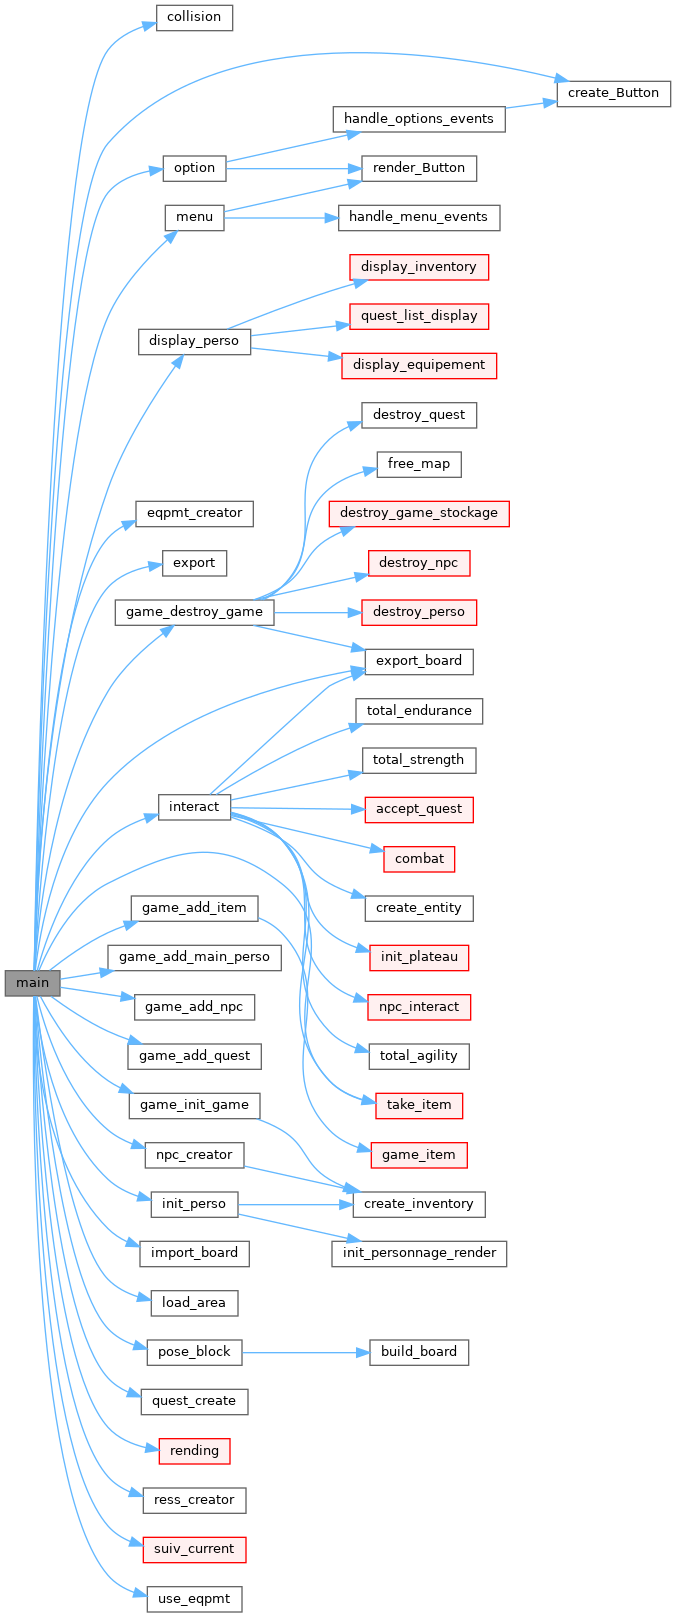 collision
create_Button
handle_options_events
option
render_Button
menu
handle_menu_events
display_inventory
quest_list_display
display_perso
display_equipement
destroy_quest
free_map
eqpmt_creator
destroy_game_stockage
export
destroy_npc
game_destroy_game
destroy_perso
export_board
total_endurance
total_strength
interact
accept_quest
combat
game_add_item
create_entity
game_add_main_perso
init_plateau
main
game_add_npc
npc_interact
game_add_quest
total_agility
game_init_game
take_item
npc_creator
game_item
init_perso
create_inventory
import_board
init_personnage_render
load_area
pose_block
build_board
quest_create
rending
ress_creator
suiv_current
use_eqpmt